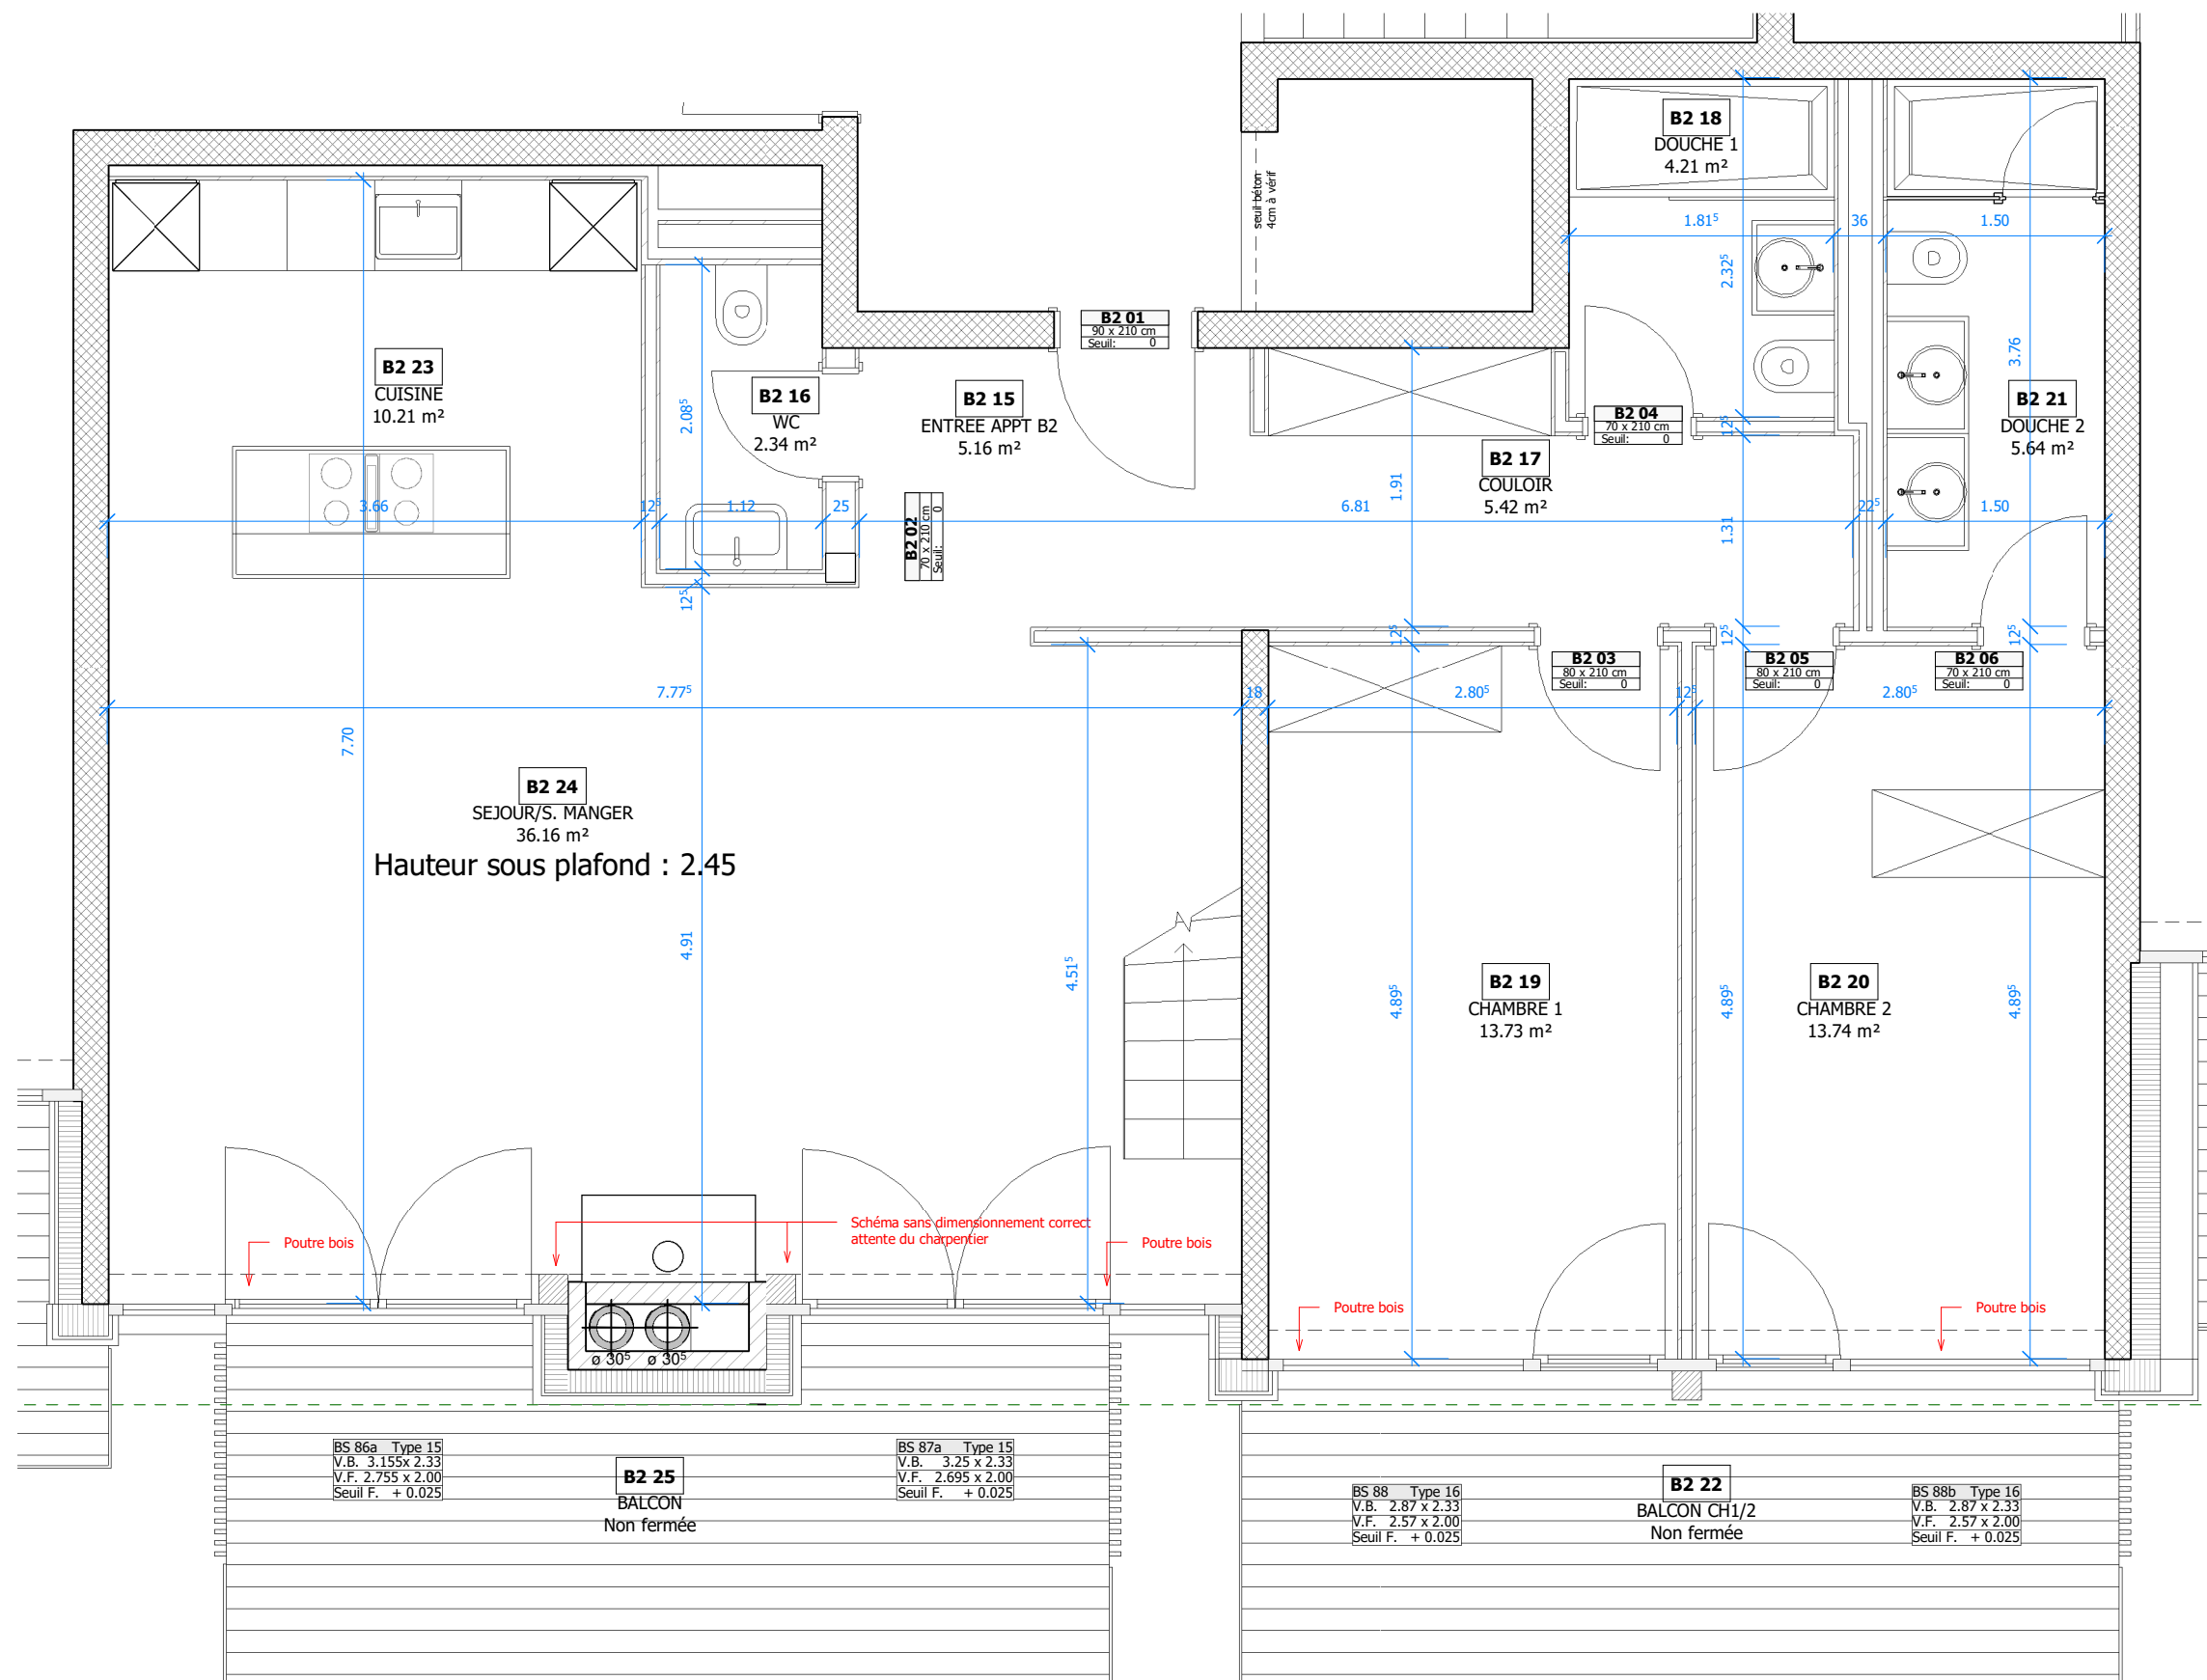 B2 18
DOUCHE 1
4.21 m²
seuil béton
4cm à vérif
1.81⁵
36
1.50
2.32⁵
B2 01
90 x 210 cm
Seuil: 0
B2 23
CUISINE
10.21 m²
B2 16
WC
2.34 m²
2.08⁵
B2 15
ENTREE APPT B2
5.16 m²
3.76
B2 21
DOUCHE 2
5.64 m²
B2 04
70 x 210 cm
Seuil: 0
12⁵
B2 17
COULOIR
5.42 m²
1.91
3.66
12⁵
1.12
25
B2 02
70 x 210 cm
Seuil: 0
6.81
1.31
22⁵
1.50
12⁵
12⁵
12⁵
12⁵
B2 03
80 x 210 cm
Seuil: 0
B2 05
80 x 210 cm
Seuil: 0
B2 06
70 x 210 cm
Seuil: 0
7.77⁵
18
2.80⁵
12⁵
2.80⁵
7.70
B2 24
SEJOUR/S. MANGER
36.16 m²
Hauteur sous plafond : 2.45
4.91
4.51⁵
4.89⁵
B2 19
CHAMBRE 1
13.73 m²
4.89⁵
B2 20
CHAMBRE 2
13.74 m²
4.89⁵
Schéma sans dimensionnement correct
attente du charpentier
Poutre bois
Poutre bois
Poutre bois
Poutre bois
ø 30⁵ ø 30⁵
BS 86a Type 15
V.B. 3.155x 2.33
V.F. 2.755 x 2.00
Seuil F. + 0.025
B2 25
BALCON
Non fermée
BS 87a Type 15
V.B. 3.25 x 2.33
V.F. 2.695 x 2.00
Seuil F. + 0.025
BS 88 Type 16
V.B. 2.87 x 2.33
V.F. 2.57 x 2.00
Seuil F. + 0.025
B2 22
BALCON CH1/2
Non fermée
BS 88b Type 16
V.B. 2.87 x 2.33
V.F. 2.57 x 2.00
Seuil F. + 0.025